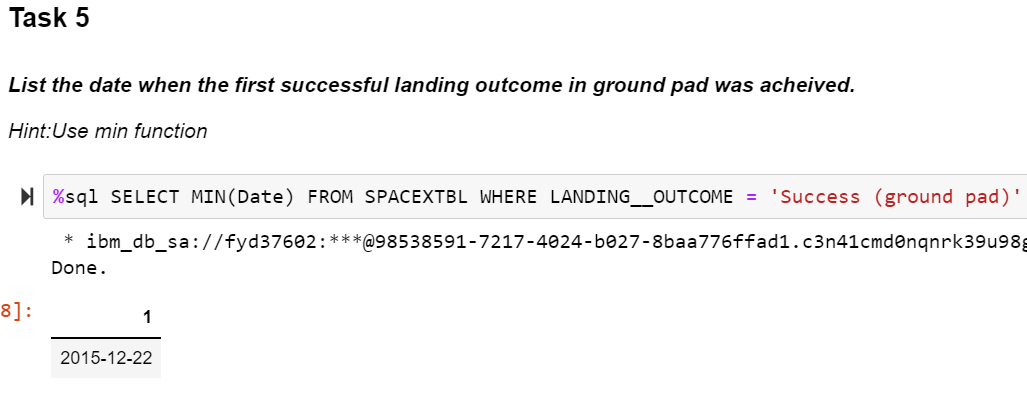 Task 5
List the date when the first successful landing outcome in ground pad was acheived.
Hint:Use min function
%sql SELECT MIN(Date) FROM SPACEXTBL WHERE LANDING__OUTCOME = 'Success (ground pad)'
* ibm_db_sa://fyd37602:***@98538591-7217-4024-b027-8baa776ffad1.c3n41cmd0nqnrk39u98g
Done.
8]:
1
2015-12-22